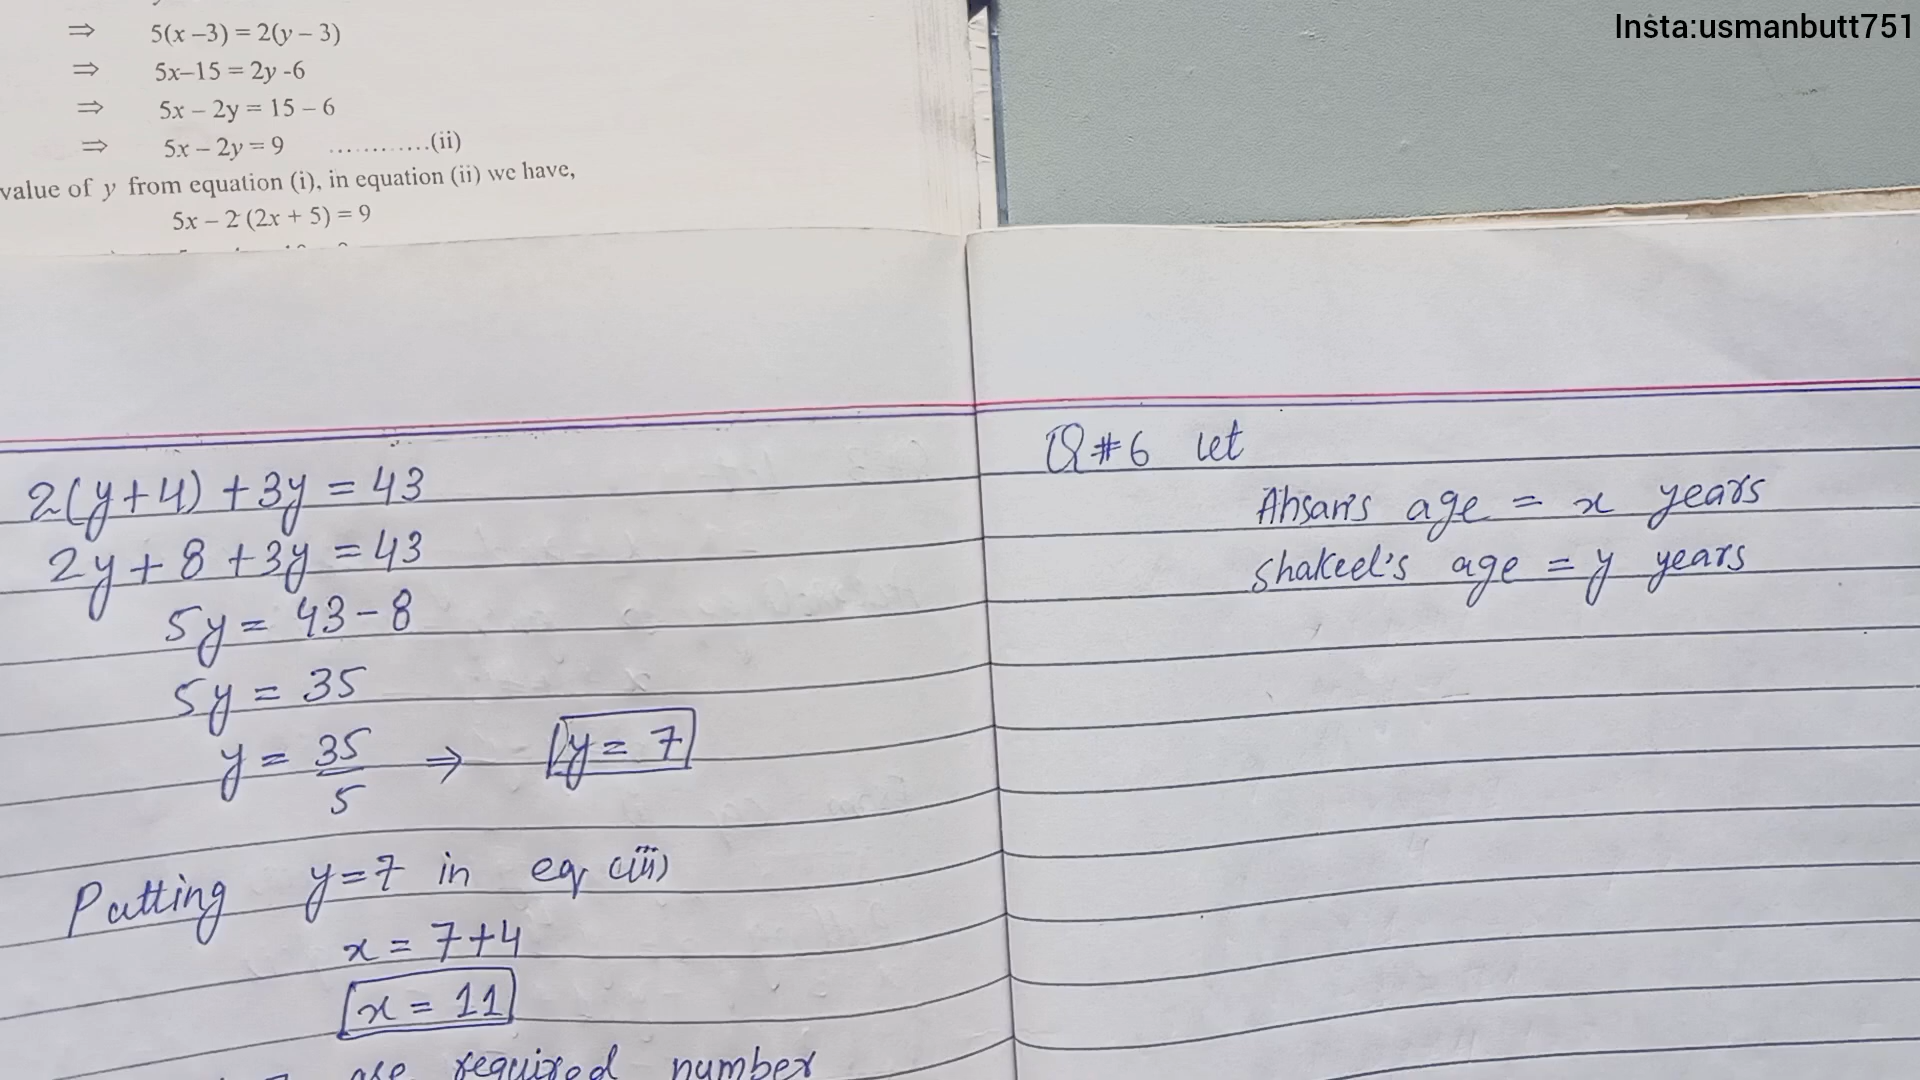 Insta:usmanbutt751
⇒ 5(x –3) = 2(y – 3)
⇒ 5x–15 = 2y -6
⇒ 5x – 2y = 15 – 6
⇒ 5x – 2y = 9 ............(ii)
value of y from equation (i), in equation (ii) we have,
5x – 2 (2x + 5) = 9
2(y+4) +3y = 43
2y + 8 +3y = 43
5y = 43 - 8
5y = 35
y = 35/5 ⇒ y = 7
Putting y=7 in eq (iii)
x = 7+4
x = 11
are required number
Q#6 let
Ahsan's age = x years
Shakeel's age = y years